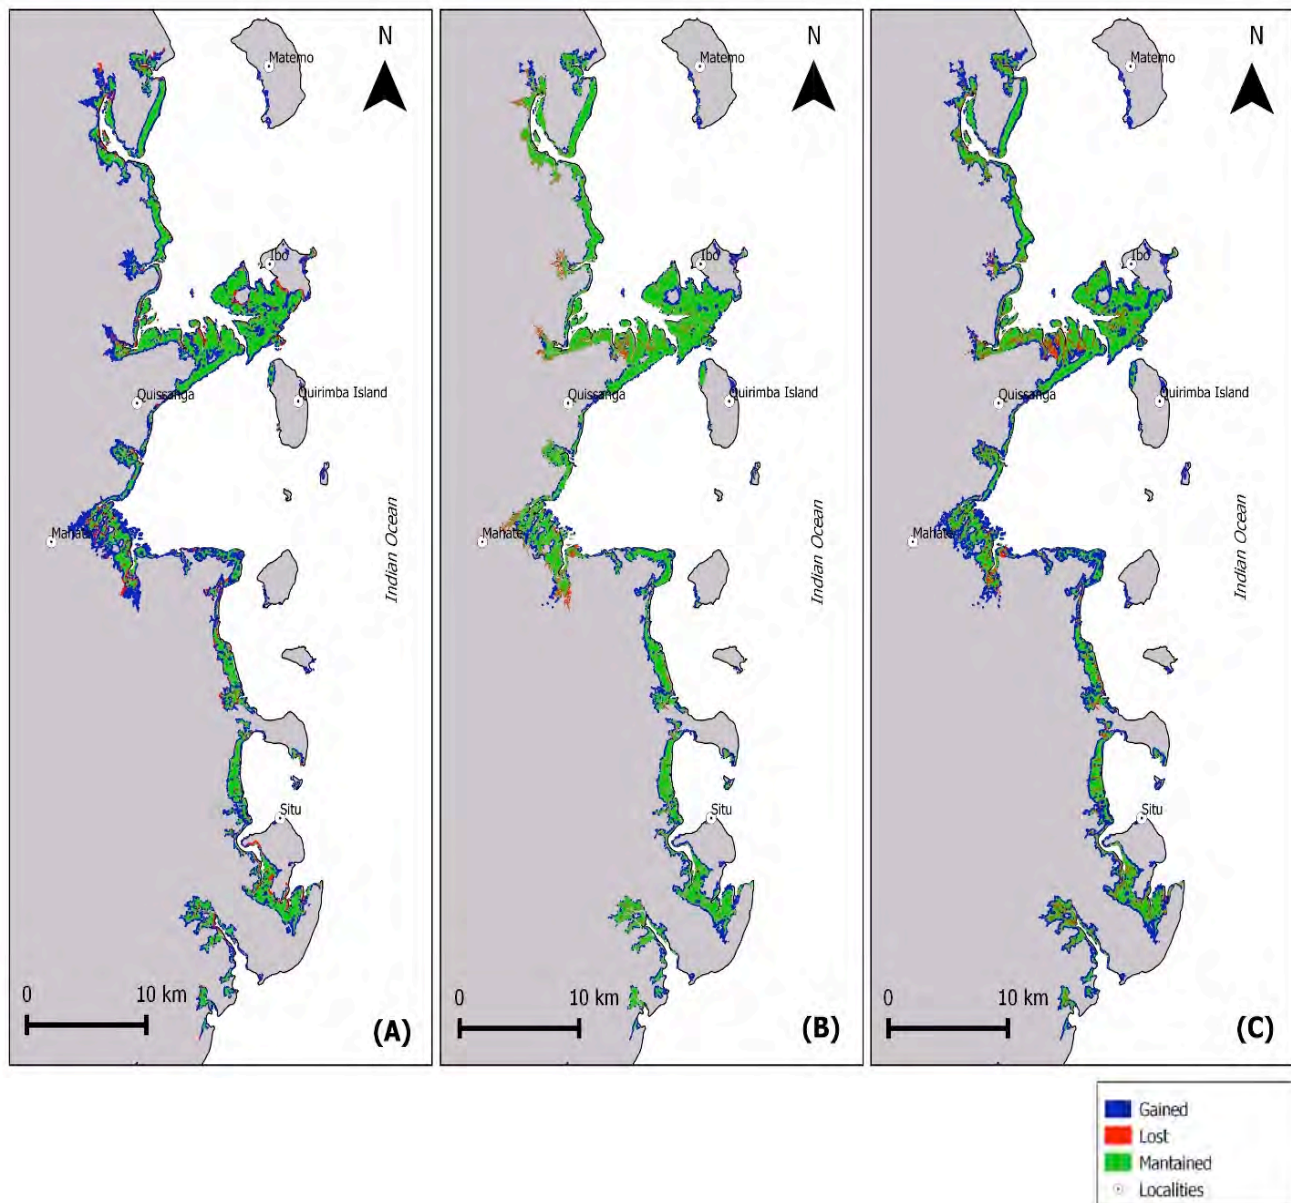 N
Matemo
Ibo
Quissanga
Quirimba Island
Mahate
Indian Ocean
Situ
0 10 km
(A)
N
Matemo
Ibo
Quissanga
Quirimba Island
Mahate
Indian Ocean
Situ
0 10 km
(B)
N
Matemo
Ibo
Quissanga
Quirimba Island
Mahate
Indian Ocean
Situ
0 10 km
(C)
Gained
Lost
Mantained
Localities